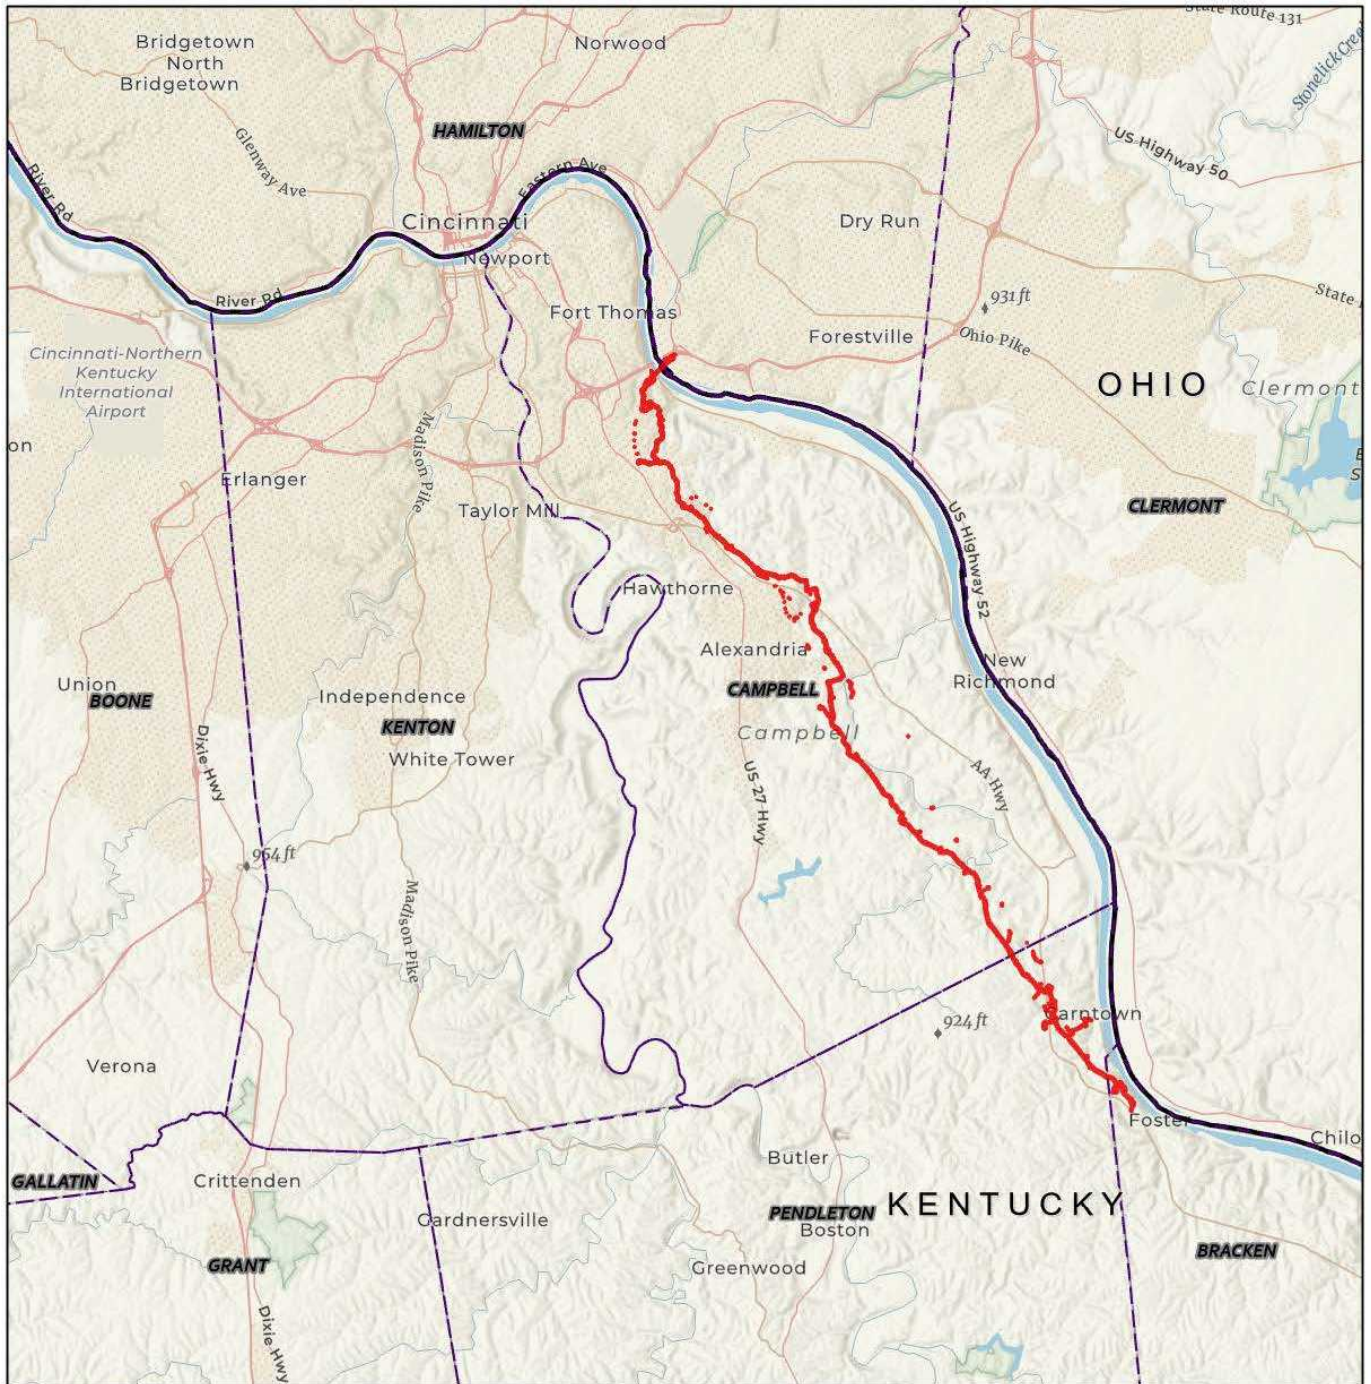 State Route 131
Bridgetown
North
Bridgetown
Norwood
StonelickCree
HAMILTON
Glenway Ave
US Highway 50
Eastern Ave
River Rd
Cincinnati
Dry Run
Newport
River Rd
State
931 ft
Fort Thomas
Forestville
Ohio Pike
Cincinnati-Northern
Kentucky
International
Airport
OHIO
Clermont
on
Madison Pike
E
S
Erlanger
Taylor Mill
CLERMONT
US Highway 52
Hawthorne
Alexandria
New
Richmond
Union
BOONE
Independence
CAMPBELL
KENTON
Campbell
White Tower
Dixie Hwy
US 27 Hwy
AA Hwy
954 ft
Madison Pike
924 ft
Carntown
Verona
Foster
Chilo
Butler
GALLATIN
Crittenden
KENTUCKY
Gardnersville
PENDLETON
Boston
BRACKEN
GRANT
Greenwood
Dixie Hwy